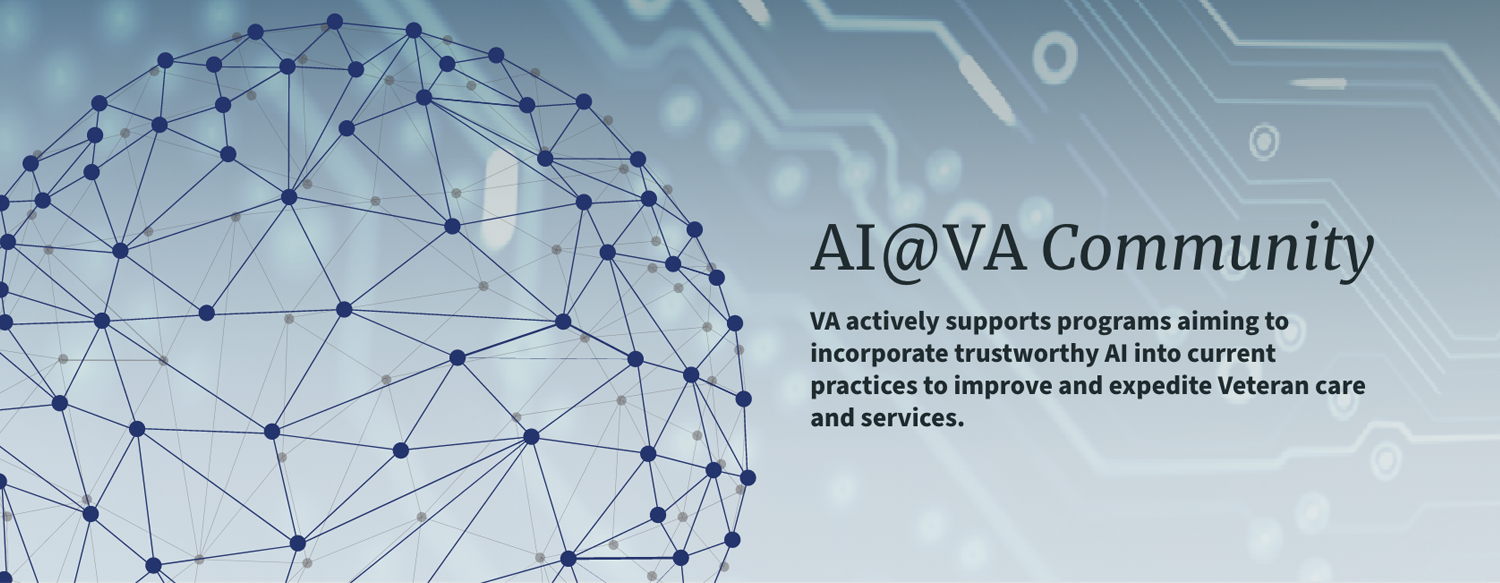 AI@VA Community
VA actively supports programs aiming to
incorporate trustworthy AI into current
practices to improve and expedite Veteran care
and services.